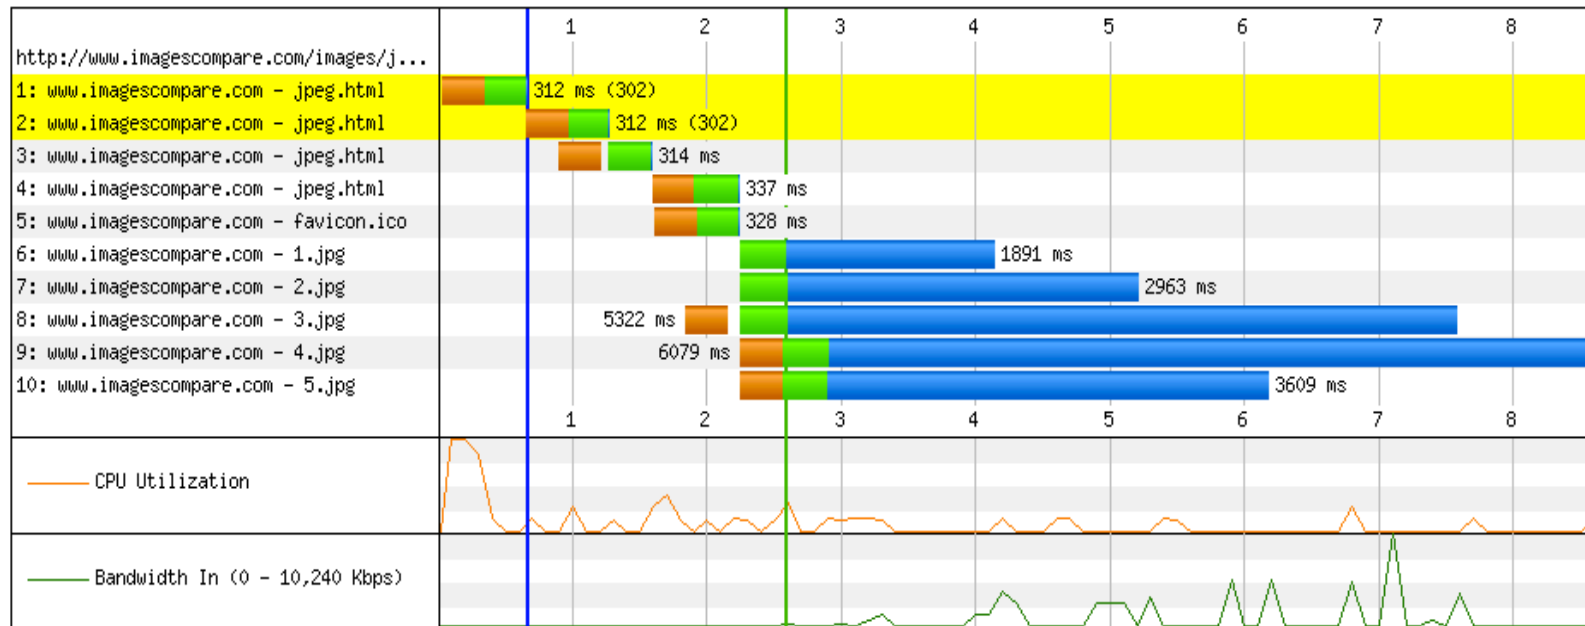 1 2 3 4 5 6 7 8
http://www.imagescompare.com/images/j...
1: www.imagescompare.com - jpeg.html 312 ms (302)
2: www.imagescompare.com - jpeg.html 312 ms (302)
3: www.imagescompare.com - jpeg.html 314 ms
4: www.imagescompare.com - jpeg.html 337 ms
5: www.imagescompare.com - favicon.ico 328 ms
6: www.imagescompare.com - 1.jpg 1891 ms
7: www.imagescompare.com - 2.jpg 2963 ms
8: www.imagescompare.com - 3.jpg 5322 ms
9: www.imagescompare.com - 4.jpg 6079 ms
10: www.imagescompare.com - 5.jpg 3609 ms
1 2 3 4 5 6 7 8
CPU Utilization
Bandwidth In (0 - 10,240 Kbps)